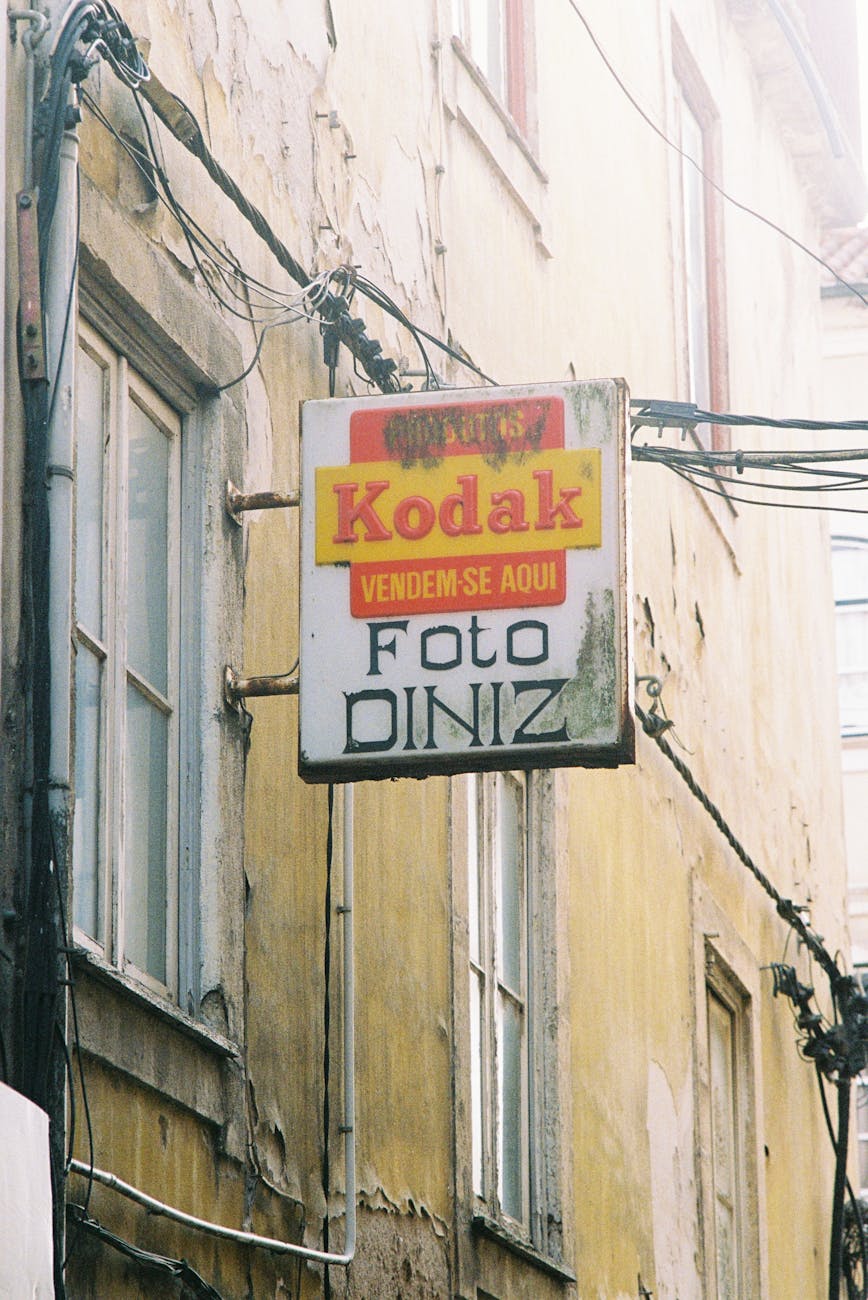 Kodak
VENDEM-SE AQUI
Foto
DINIZ